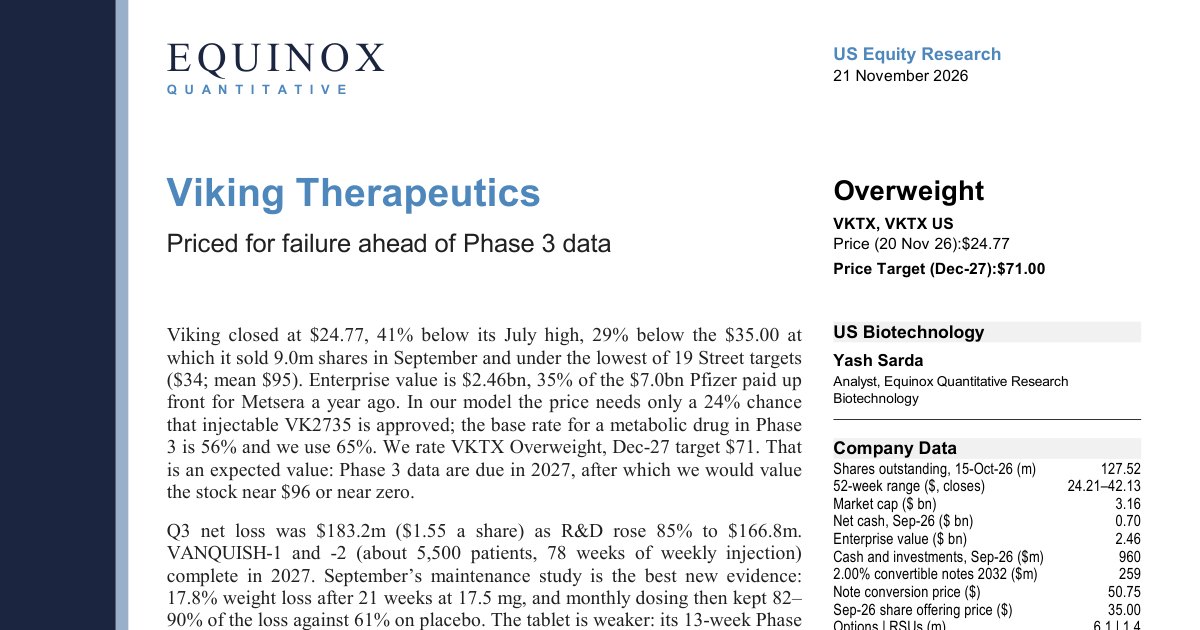 EQUINOX
QUANTITATIVE
US Equity Research
21 November 2026
Viking Therapeutics
Priced for failure ahead of Phase 3 data
Viking closed at $24.77, 41% below its July high, 29% below the $35.00 at
which it sold 9.0m shares in September and under the lowest of 19 Street targets
($34; mean $95). Enterprise value is $2.46bn, 35% of the $7.0bn Pfizer paid up
front for Metsera a year ago. In our model the price needs only a 24% chance
that injectable VK2735 is approved; the base rate for a metabolic drug in Phase
3 is 56% and we use 65%. We rate VKTX Overweight, Dec-27 target $71. That
is an expected value: Phase 3 data are due in 2027, after which we would value
the stock near $96 or near zero.
Q3 net loss was $183.2m ($1.55 a share) as R&D rose 85% to $166.8m.
VANQUISH-1 and -2 (about 5,500 patients, 78 weeks of weekly injection)
complete in 2027. September’s maintenance study is the best new evidence:
17.8% weight loss after 21 weeks at 17.5 mg, and monthly dosing then kept 82–
90% of the loss against 61% on placebo. The tablet is weaker: its 13-week Phase
Overweight
VKTX, VKTX US
Price (20 Nov 26):$24.77
Price Target (Dec-27):$71.00
US Biotechnology
Yash Sarda
Analyst, Equinox Quantitative Research
Biotechnology
Company Data
Shares outstanding, 15-Oct-26 (m) 127.52
52-week range ($, closes) 24.21–42.13
Market cap ($ bn) 3.16
Net cash, Sep-26 ($ bn) 0.70
Enterprise value ($ bn) 2.46
Cash and investments, Sep-26 ($m) 960
2.00% convertible notes 2032 ($m) 259
Note conversion price ($) 50.75
Sep-26 share offering price ($) 35.00
Options | RSUs (m) 6.1 | 1.4